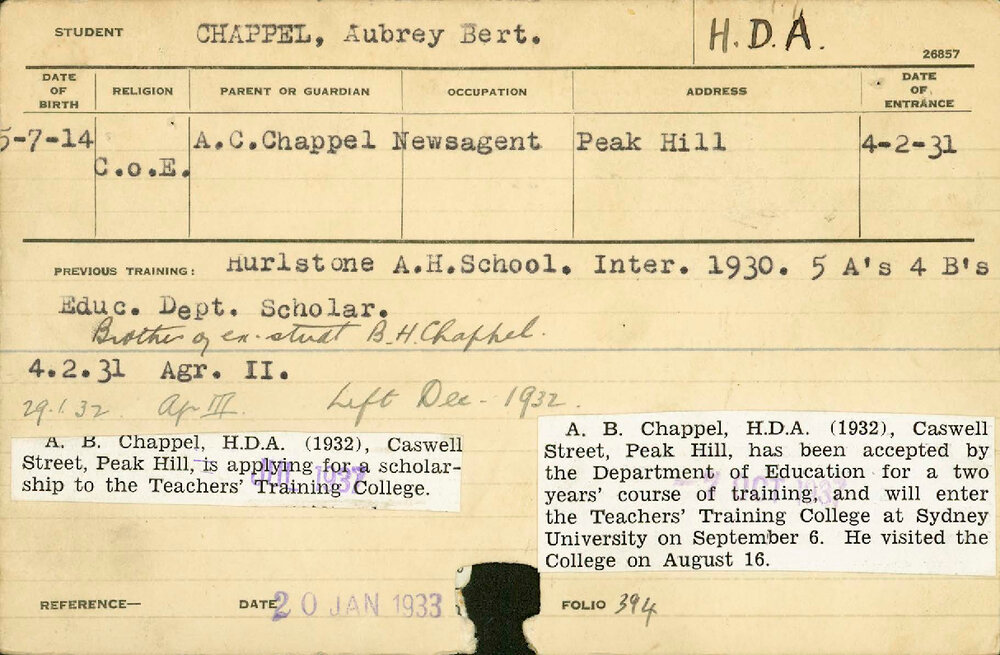 STUDENT CHAPPEL, Aubrey Bert. H.D.A. 26857
DATE OF BIRTH RELIGION PARENT OR GUARDIAN OCCUPATION ADDRESS DATE OF ENTRANCE
5-7-14 C.o.E. A.C.Chappel Newsagent Peak Hill 4-2-31
PREVIOUS TRAINING: Hurlstone A.H.School. Inter. 1930. 5 A's 4 B's
Educ. Dept. Scholar.
Brother of ex-studt B.H.Chappel.
4.2.31 Agr. II.
29.1.32 Ag III. Left Dec - 1932.
A. B. Chappel, H.D.A. (1932), Caswell
Street, Peak Hill, is applying for a scholar-
ship to the Teachers' Training College.
JUL 1937
A. B. Chappel, H.D.A. (1932), Caswell
Street, Peak Hill, has been accepted by
the Department of Education for a two
years' course of training, and will enter
the Teachers' Training College at Sydney
University on September 6. He visited the
College on August 16.
OCT
REFERENCE— DATE 20 JAN 1933 FOLIO 394